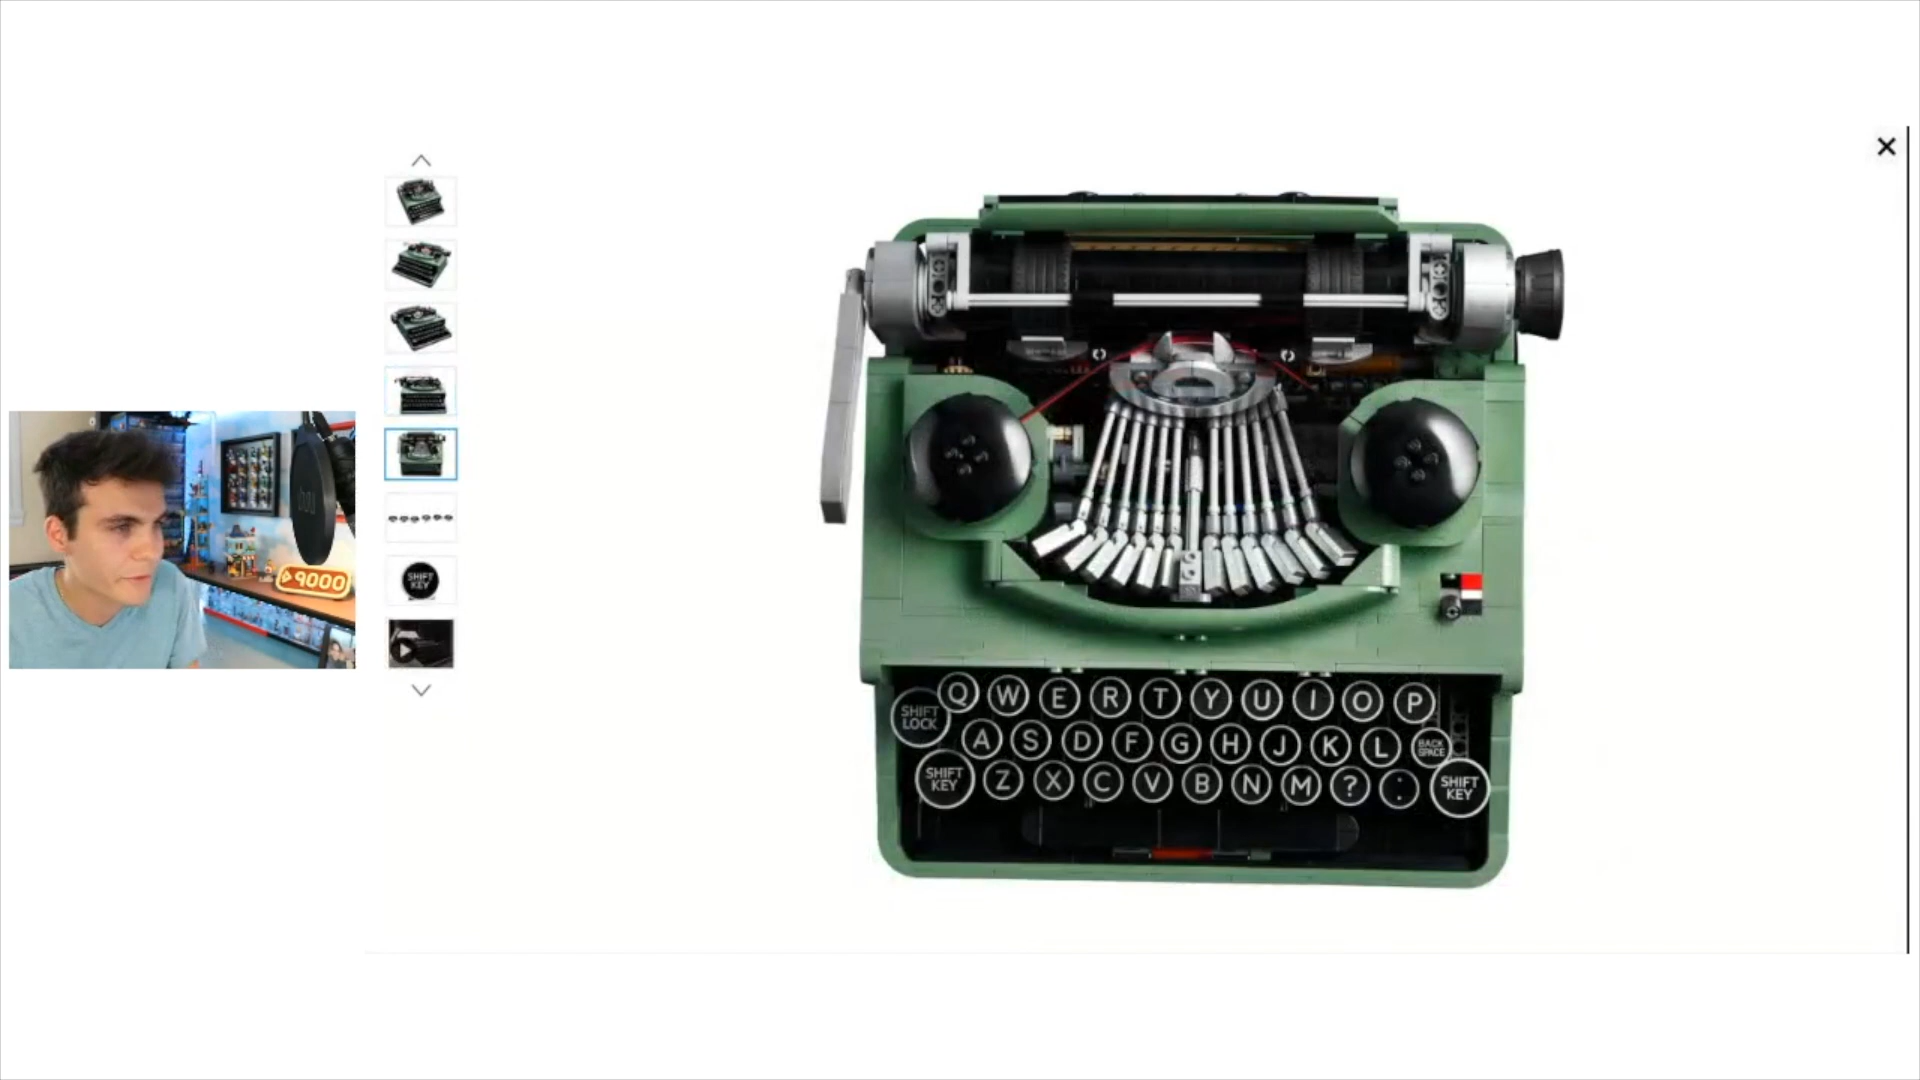 SHIFT
KEY
9000
Q W E R T Y U I O P
SHIFT
LOCK
A S D F G H J K L
BACK
SPACE
SHIFT
KEY
Z X C V B N M ? :
SHIFT
KEY